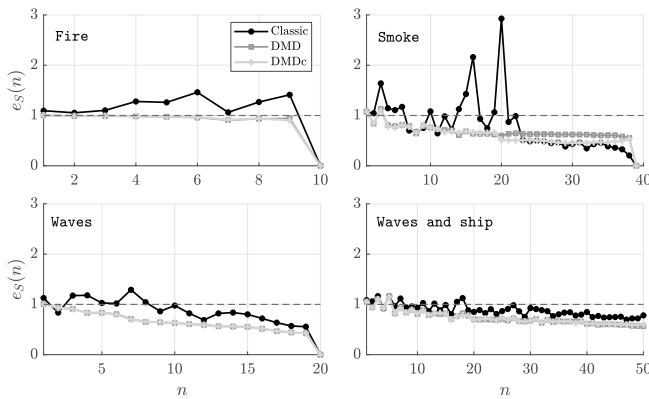 3
2
1
0
e_S(n)
Fire
Classic
DMD
DMDc
2 4 6 8 10
3
2
1
0
Smoke
10 20 30 40
3
2
1
0
e_S(n)
Waves
5 10 15 20
n
3
2
1
0
Waves and ship
10 20 30 40 50
n